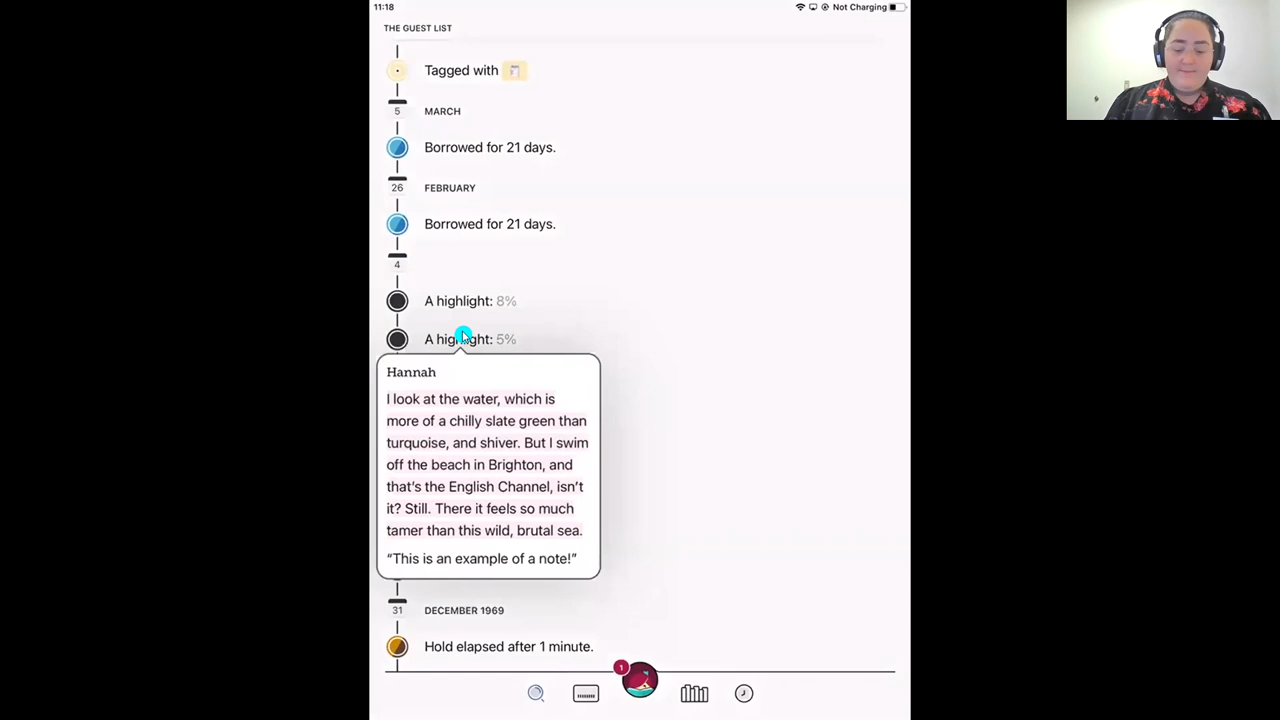 11:18
Not Charging
THE GUEST LIST
Tagged with
5 MARCH
Borrowed for 21 days.
26 FEBRUARY
Borrowed for 21 days.
4
A highlight: 8%
A highlight: 5%
Hannah
I look at the water, which is
more of a chilly slate green than
turquoise, and shiver. But I swim
off the beach in Brighton, and
that's the English Channel, isn't
it? Still. There it feels so much
tamer than this wild, brutal sea.
“This is an example of a note!”
31 DECEMBER 1969
Hold elapsed after 1 minute.
1